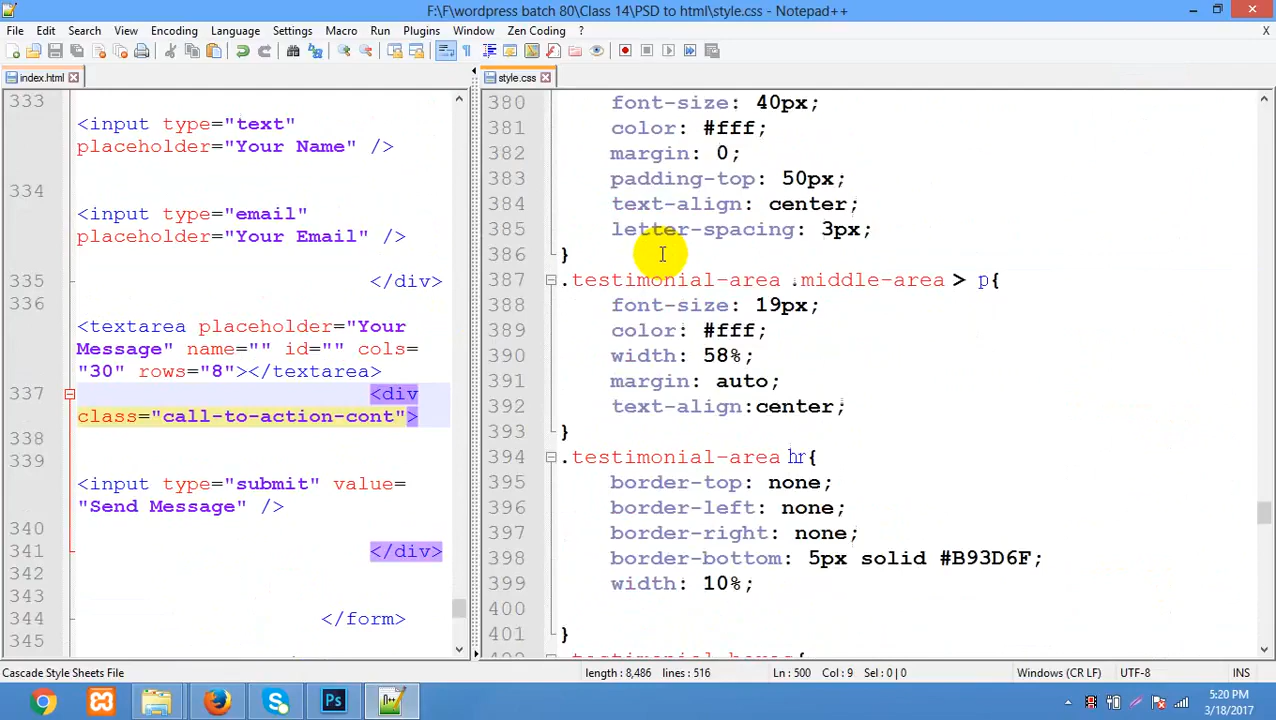 F:\F\wordpress batch 80\Class 14\PSD to html\style.css - Notepad++
File Edit Search View Encoding Language Settings Macro Run Plugins Window Zen Coding ? X
index.html
style.css
333
<input type="text"
placeholder="Your Name" />
334
<input type="email"
placeholder="Your Email" />
335 </div>
336
<textarea placeholder="Your
Message" name="" id="" cols=
"30" rows="8"></textarea>
337 <div
class="call-to-action-cont">
338
339
<input type="submit" value=
"Send Message" />
340
341 </div>
342
343
344 </form>
345
380 font-size: 40px;
381 color: #fff;
382 margin: 0;
383 padding-top: 50px;
384 text-align: center;
385 letter-spacing: 3px;
386 }
387 .testimonial-area .middle-area > p{
388 font-size: 19px;
389 color: #fff;
390 width: 58%;
391 margin: auto;
392 text-align:center;
393 }
394 .testimonial-area hr{
395 border-top: none;
396 border-left: none;
397 border-right: none;
398 border-bottom: 5px solid #B93D6F;
399 width: 10%;
400
401 }
Cascade Style Sheets File length : 8,486 lines : 516 Ln : 500 Col : 9 Sel : 0 | 0 Windows (CR LF) UTF-8 INS
Ps
5:20 PM
3/18/2017